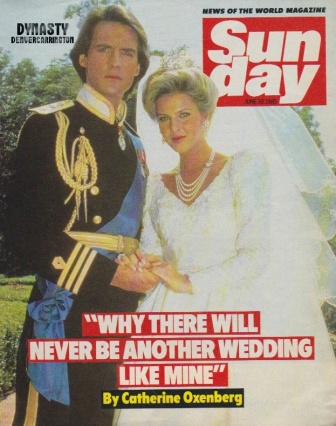 NEWS OF THE WORLD MAGAZINE
DYNASTY
DENVERCARRINGTON
Sun
day
"WHY THERE WILL
NEVER BE ANOTHER WEDDING
LIKE MINE"
By Catherine Oxenberg